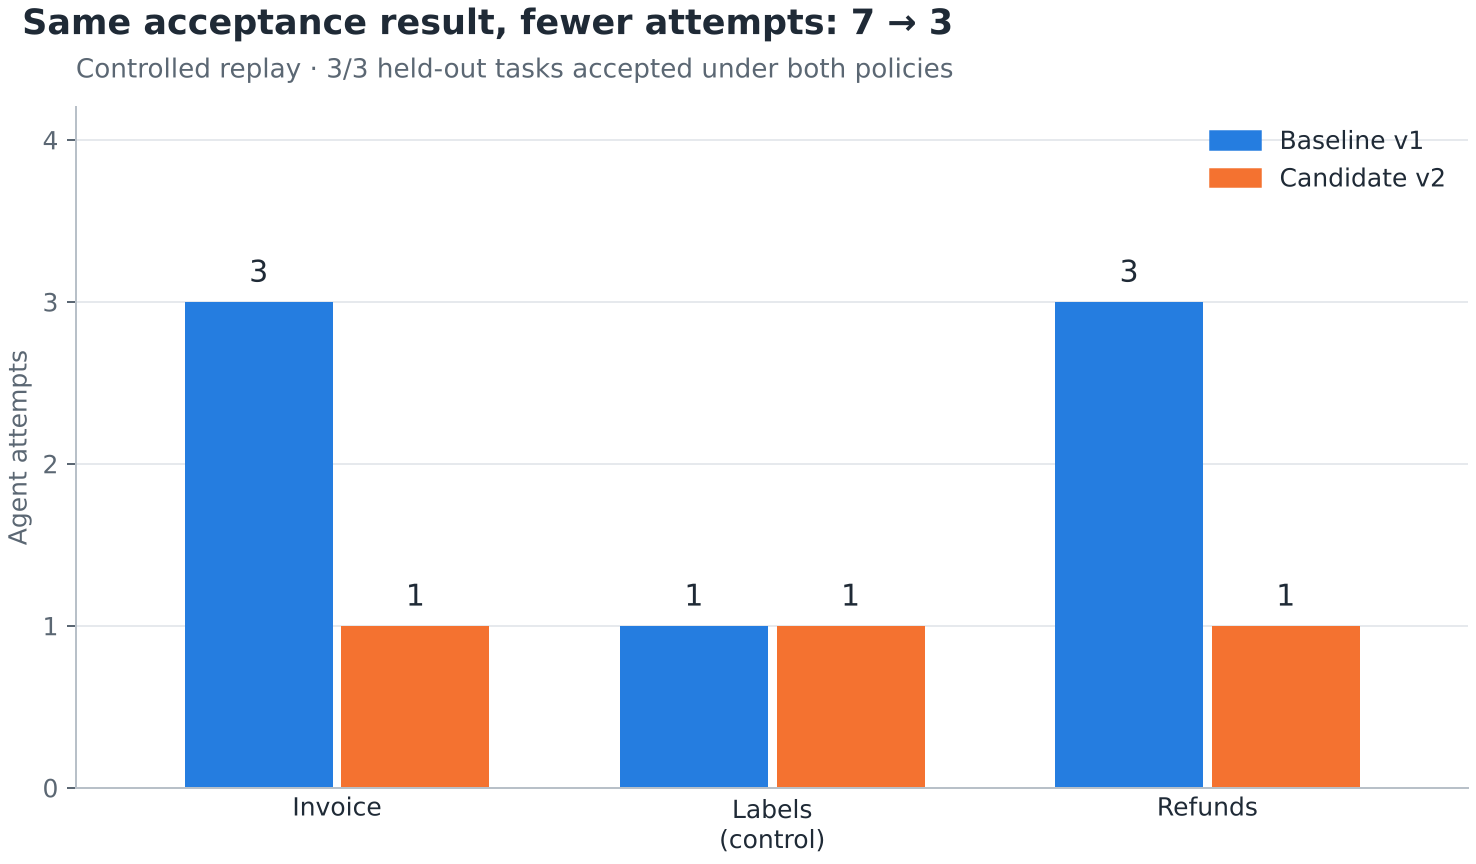 Same acceptance result, fewer attempts: 7 → 3
Controlled replay · 3/3 held-out tasks accepted under both policies
Baseline v1
Candidate v2
Agent attempts
4
3
2
1
0
3
1
1
1
3
1
Invoice
Labels
(control)
Refunds